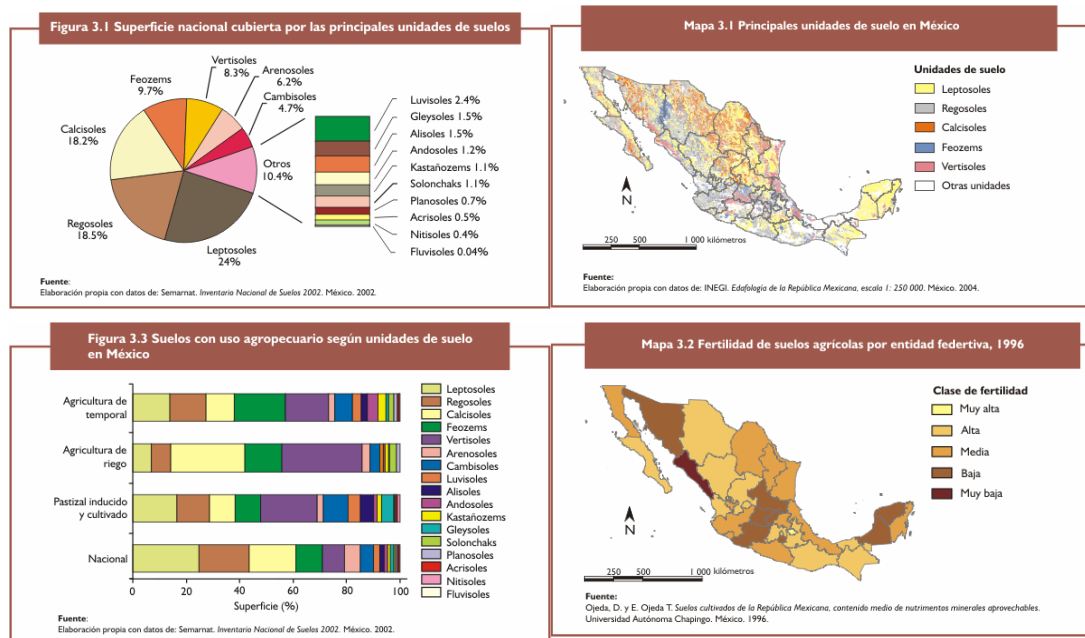 Figura 3.1 Superficie nacional cubierta por las principales unidades de suelos
Vertisoles
8.3%
Arenosoles
6.2%
Feozems
9.7%
Cambisoles
4.7%
Calcisoles
18.2%
Otros
10.4%
Regosoles
18.5%
Leptosoles
24%
Luvisoles 2.4%
Gleysoles 1.5%
Alisoles 1.5%
Andosoles 1.2%
Kastañozems 1.1%
Solonchaks 1.1%
Planosoles 0.7%
Acrisoles 0.5%
Nitisoles 0.4%
Fluvisoles 0.04%
Fuente:
Elaboración propia con datos de: Semarnat. Inventario Nacional de Suelos 2002. México. 2002.
Mapa 3.1 Principales unidades de suelo en México
Unidades de suelo
Leptosoles
Regosoles
Calcisoles
Feozems
Vertisoles
Otras unidades
N
250 500 1 000 kilómetros
Fuente:
Elaboración propia con datos de: INEGI. Edafología de la República Mexicana, escala 1: 250 000. México. 2004.
Figura 3.3 Suelos con uso agropecuario según unidades de suelo
en México
Agricultura de
temporal
Agricultura de
riego
Pastizal inducido
y cultivado
Nacional
0 20 40 60 80 100
Superficie (%)
Leptosoles
Regosoles
Calcisoles
Feozems
Vertisoles
Arenosoles
Cambisoles
Luvisoles
Alisoles
Andosoles
Kastañozems
Gleysoles
Solonchaks
Planosoles
Acrisoles
Nitisoles
Fluvisoles
Fuente:
Elaboración propia con datos de: Semarnat. Inventario Nacional de Suelos 2002. México. 2002.
Mapa 3.2 Fertilidad de suelos agrícolas por entidad federtiva, 1996
Clase de fertilidad
Muy alta
Alta
Media
Baja
Muy baja
N
250 500 1 000 kilómetros
Fuente:
Ojeda, D. y E. Ojeda T. Suelos cultivados de la República Mexicana, contenido medio de nutrimentos minerales aprovechables.
Universidad Autónoma Chapingo. México. 1996.